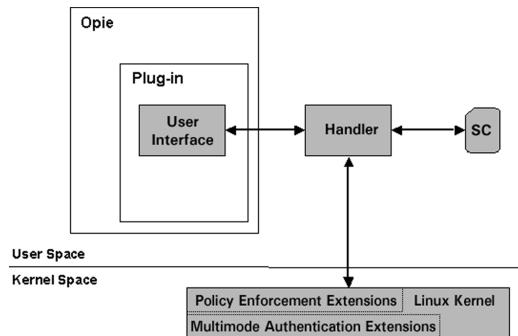 Opie
Plug-in
User
Interface
Handler
SC
User Space
Kernel Space
Policy Enforcement Extensions
Linux Kernel
Multimode Authentication Extensions